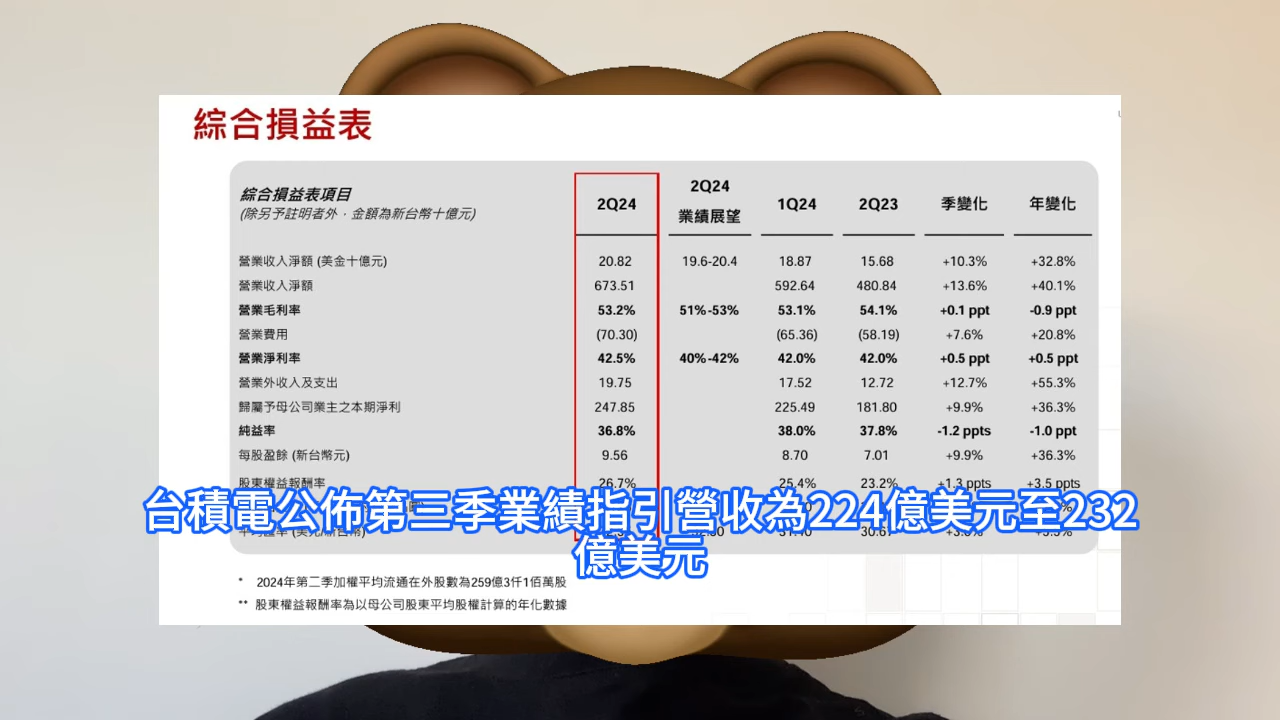 綜合損益表
綜合損益表項目 2Q24 2Q24 業績展望 1Q24 2Q23 季變化 年變化
(除另予註明者外，金額為新台幣十億元)
營業收入淨額 (美金十億元) 20.82 19.6-20.4 18.87 15.68 +10.3% +32.8%
營業收入淨額 673.51 592.64 480.84 +13.6% +40.1%
營業毛利率 53.2% 51%-53% 53.1% 54.1% +0.1 ppt -0.9 ppt
營業費用 (70.30) (65.36) (58.19) +7.6% +20.8%
營業淨利率 42.5% 40%-42% 42.0% 42.0% +0.5 ppt +0.5 ppt
營業外收入及支出 19.75 17.52 12.72 +12.7% +55.3%
歸屬予母公司業主之本期淨利 247.85 225.49 181.80 +9.9% +36.3%
純益率 36.8% 38.0% 37.8% -1.2 ppts -1.0 ppt
每股盈餘 (新台幣元) 9.56 8.70 7.01 +9.9% +36.3%
股東權益報酬率 26.7% 25.4% 23.2% +1.3 ppts +3.5 ppts
台積電公佈第三季業績指引營收為224億美元至232
億美元
* 2024年第二季加權平均流通在外股數為259億3仟1佰萬股
** 股東權益報酬率為以母公司股東平均股權計算的年化數據